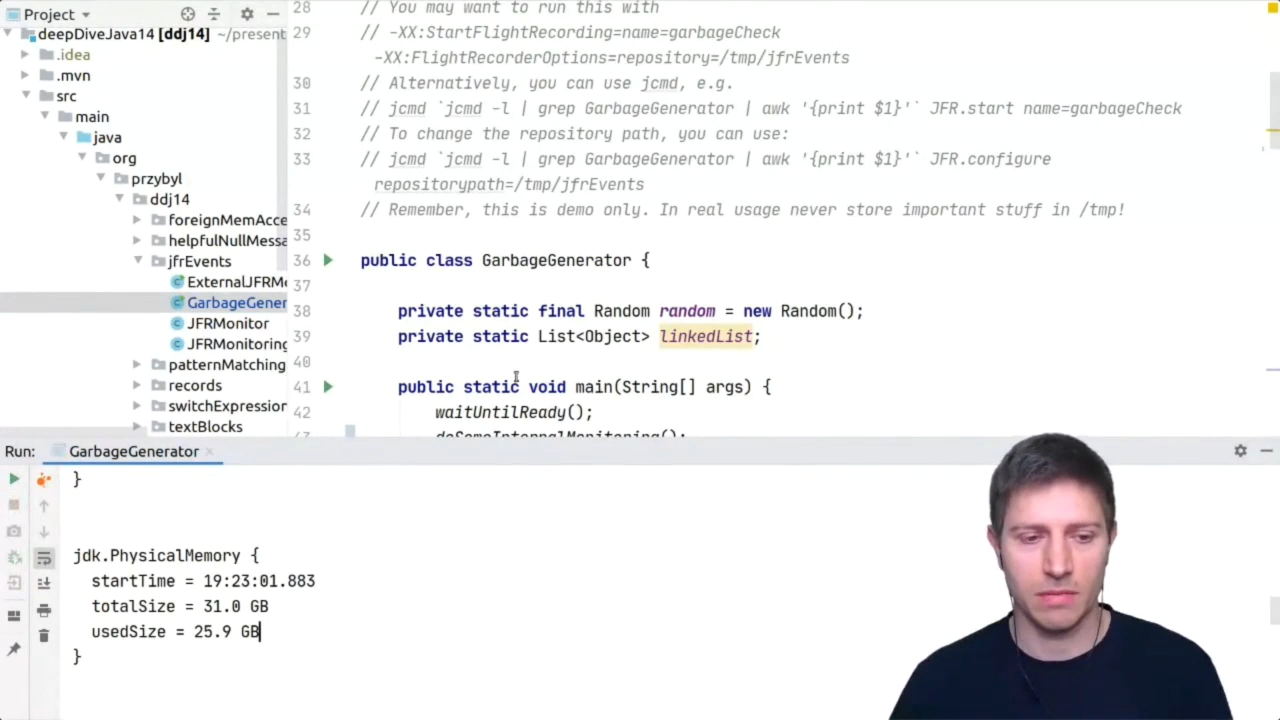 Project
deepDiveJava14 [ddj14] ~/present
.idea
.mvn
src
main
java
org
przybyl
ddj14
foreignMemAcce
helpfulNullMessa
jfrEvents
ExternalJFRMo
GarbageGener
JFRMonitor
JFRMonitoring
patternMatching
records
switchExpression
textBlocks
28 // You may want to run this with
29 // -XX:StartFlightRecording=name=garbageCheck
-XX:FlightRecorderOptions=repository=/tmp/jfrEvents
30 // Alternatively, you can use jcmd, e.g.
31 // jcmd `jcmd -l | grep GarbageGenerator | awk '{print $1}'` JFR.start name=garbageCheck
32 // To change the repository path, you can use:
33 // jcmd `jcmd -l | grep GarbageGenerator | awk '{print $1}'` JFR.configure
repositorypath=/tmp/jfrEvents
34 // Remember, this is demo only. In real usage never store important stuff in /tmp!
35
36 public class GarbageGenerator {
37
38 private static final Random random = new Random();
39 private static List<Object> linkedList;
40
41 public static void main(String[] args) {
42 waitUntilReady();
43 doSomeInternalMonitoring();
Run: GarbageGenerator
}
jdk.PhysicalMemory {
startTime = 19:23:01.883
totalSize = 31.0 GB
usedSize = 25.9 GB
}